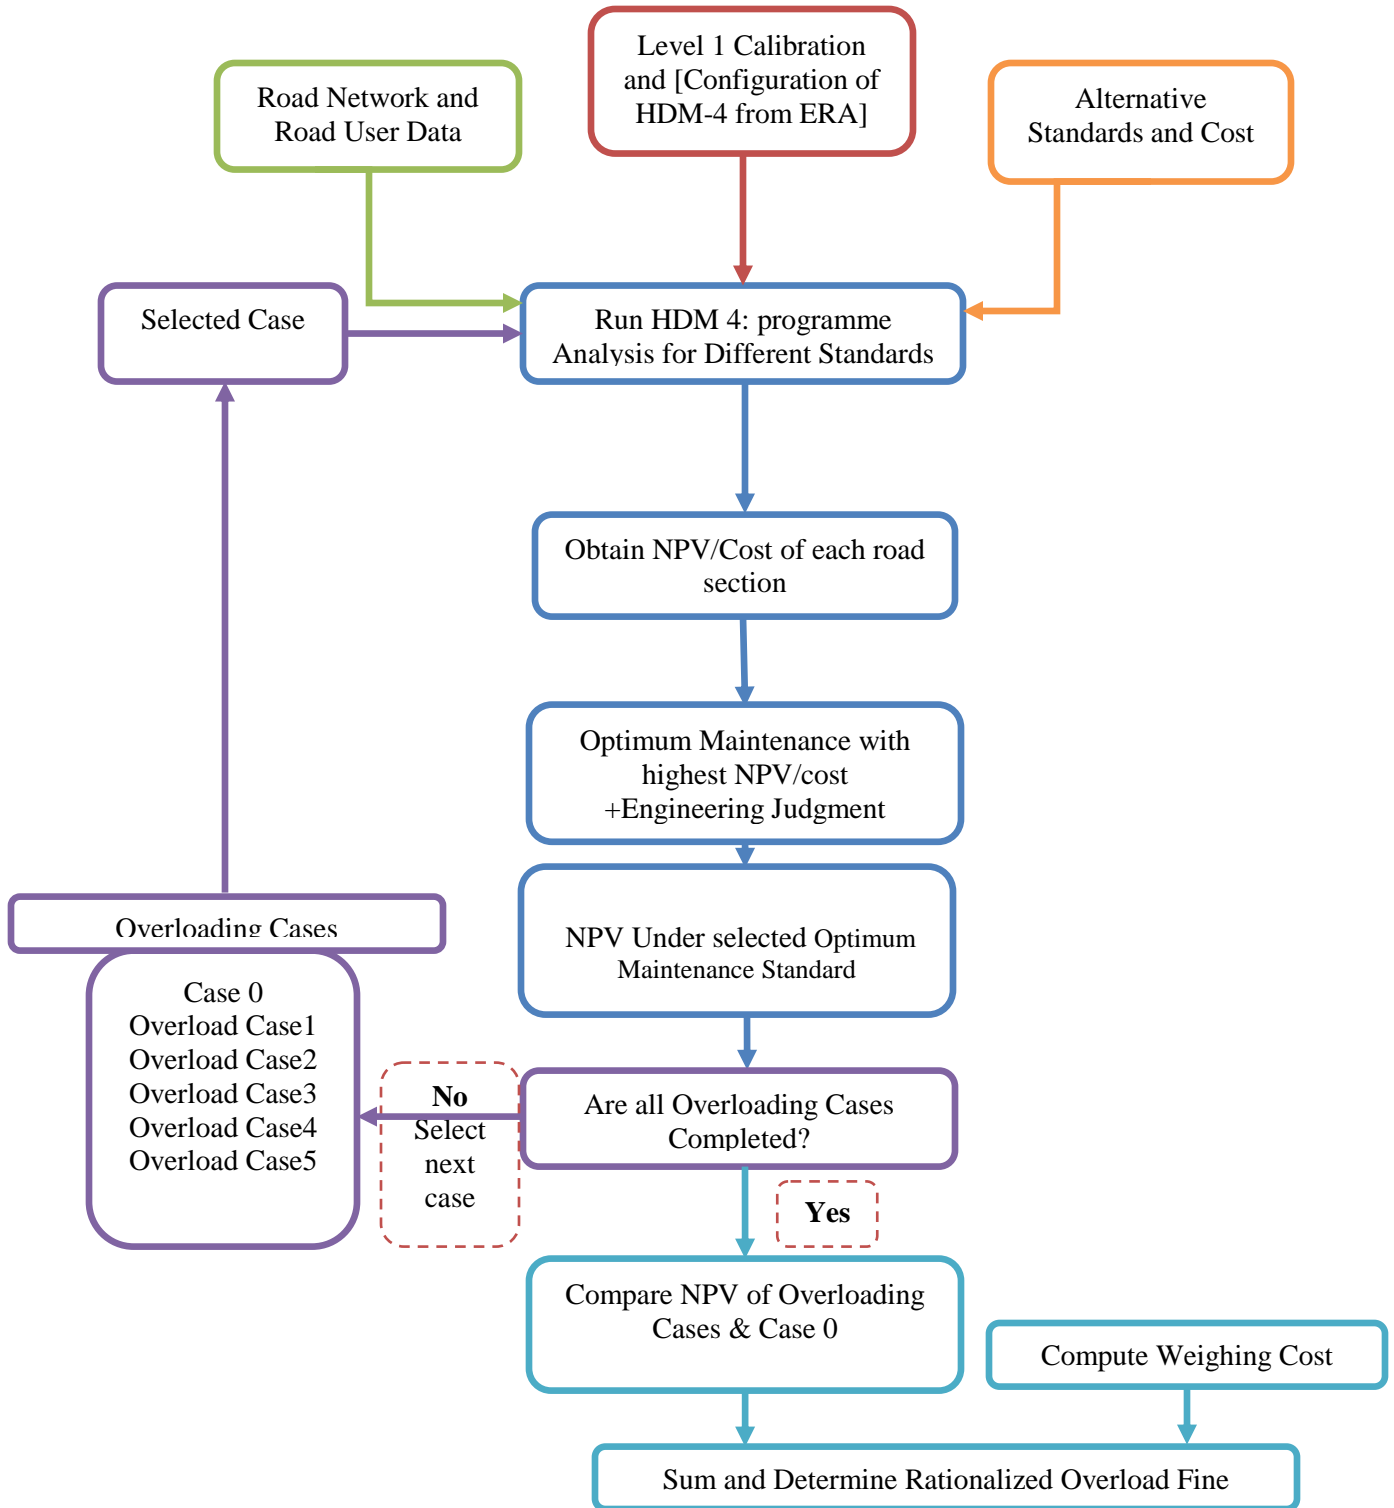 Level 1 Calibration
and [Configuration of
HDM-4 from ERA]
Road Network and
Road User Data
Alternative
Standards and Cost
Selected Case
Run HDM 4: programme
Analysis for Different Standards
Obtain NPV/Cost of each road
section
Optimum Maintenance with
highest NPV/cost
+Engineering Judgment
NPV Under selected Optimum
Maintenance Standard
Overloading Cases
Case 0
Overload Case1
Overload Case2
Overload Case3
Overload Case4
Overload Case5
No
Select
next
case
Are all Overloading Cases
Completed?
Yes
Compare NPV of Overloading
Cases & Case 0
Compute Weighing Cost
Sum and Determine Rationalized Overload Fine